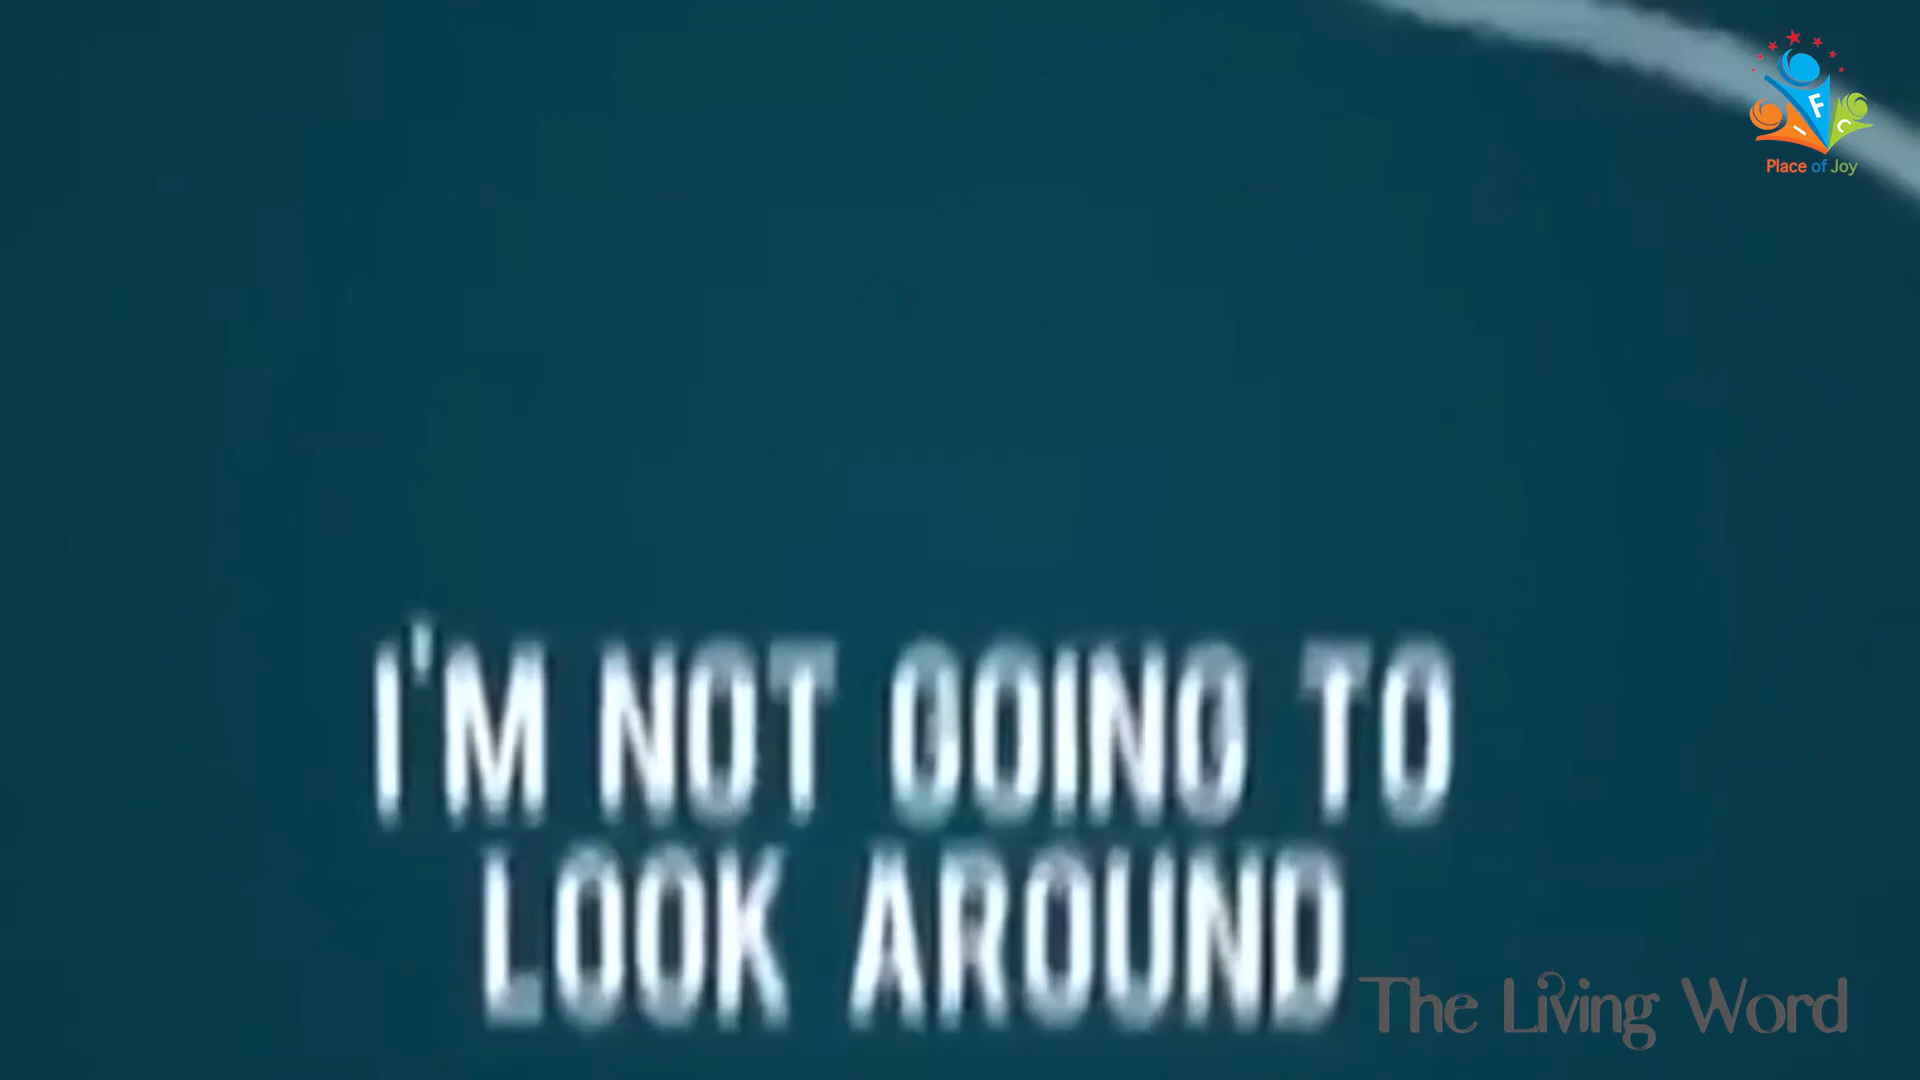 I F C
Place of Joy
I'M NOT GOING TO
LOOK AROUND
The Living Word